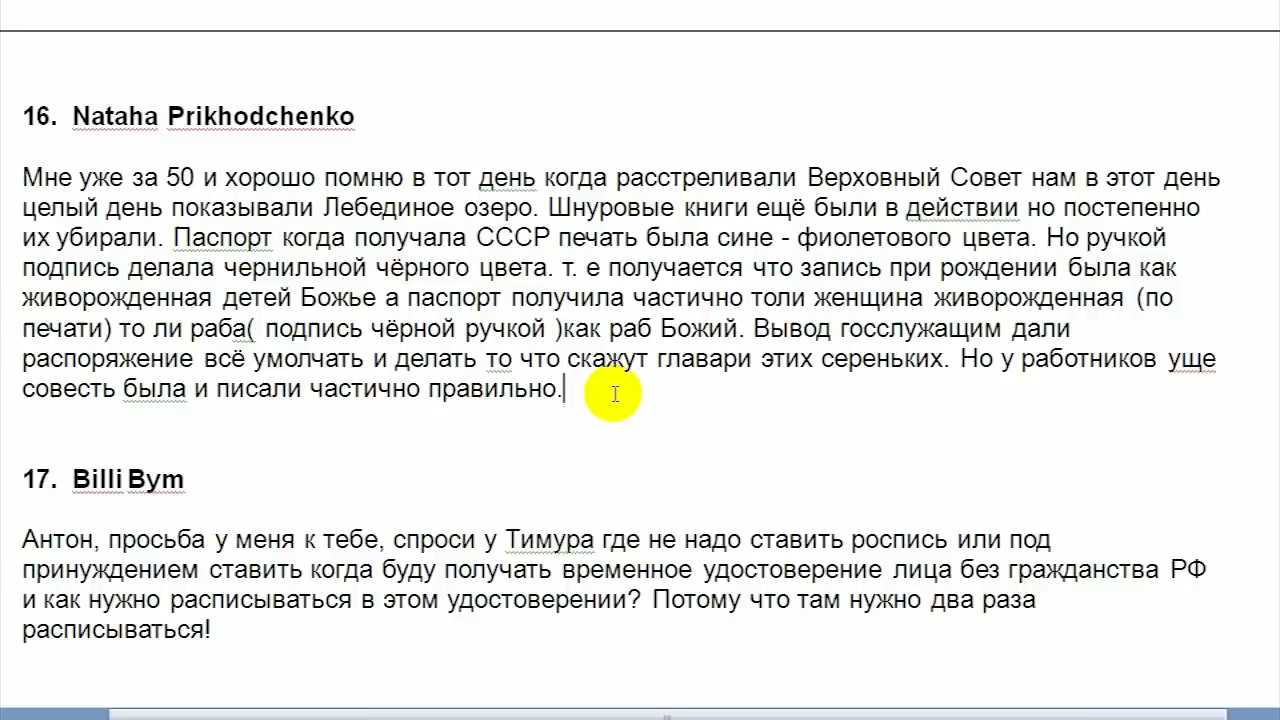 16. Nataha Prikhodchenko
Мне уже за 50 и хорошо помню в тот день когда расстреливали Верховный Совет нам в этот день
целый день показывали Лебединое озеро. Шнуровые книги ещё были в действии но постепенно
их убирали. Паспорт когда получала СССР печать была сине - фиолетового цвета. Но ручкой
подпись делала чернильной чёрного цвета. т. е получается что запись при рождении была как
живорожденная детей Божье а паспорт получила частично толи женщина живорожденная (по
печати) то ли раба( подпись чёрной ручкой )как раб Божий. Вывод госслужащим дали
распоряжение всё умолчать и делать то что скажут главари этих сереньких. Но у работников уще
совесть была и писали частично правильно.
17. Billi Bym
Антон, просьба у меня к тебе, спроси у Тимура где не надо ставить роспись или под
принуждением ставить когда буду получать временное удостоверение лица без гражданства РФ
и как нужно расписываться в этом удостоверении? Потому что там нужно два раза
расписываться!